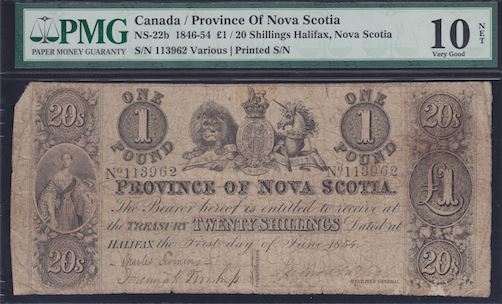 PMG
PAPER MONEY GUARANTY
Canada / Province Of Nova Scotia
NS-22b 1846-54 £1 / 20 Shillings Halifax, Nova Scotia
S/N 113962 Various | Printed S/N
10 NET
Very Good
20s
ONE
1
POUND
ONE
1
POUND
20s
No 113962
No 113962
£1
PROVINCE OF NOVA SCOTIA.
The Bearer hereof is entitled to receive at
the TREASURY TWENTY SHILLINGS Dated at
HALIFAX the First day of June 1854.
20s
20s
RECEIVER GENERAL